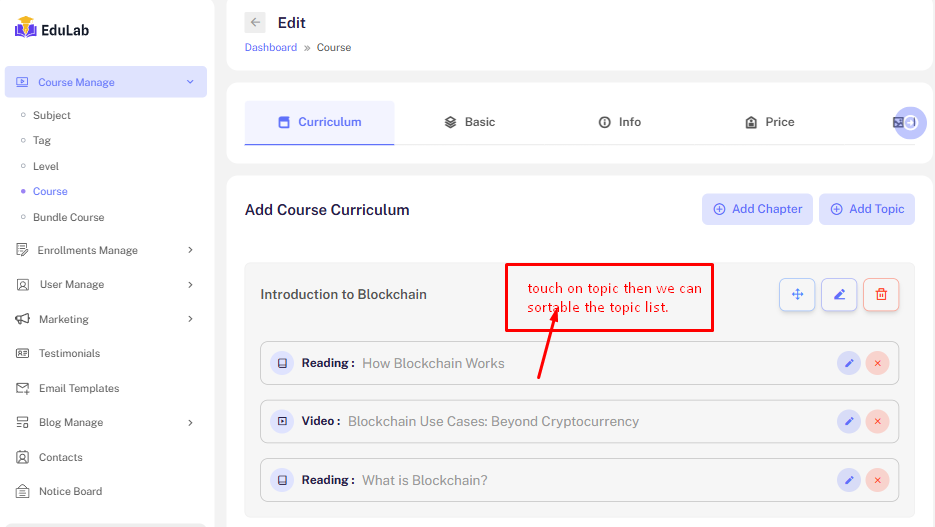 EduLab
Edit
Dashboard » Course
Course Manage
Subject
Tag
Level
Course
Bundle Course
Enrollments Manage
User Manage
Marketing
Testimonials
Email Templates
Blog Manage
Contacts
Notice Board
Curriculum
Basic
Info
Price
Add Course Curriculum
Add Chapter
Add Topic
Introduction to Blockchain
touch on topic then we can
sortable the topic list.
Reading : How Blockchain Works
Video : Blockchain Use Cases: Beyond Cryptocurrency
Reading : What is Blockchain?